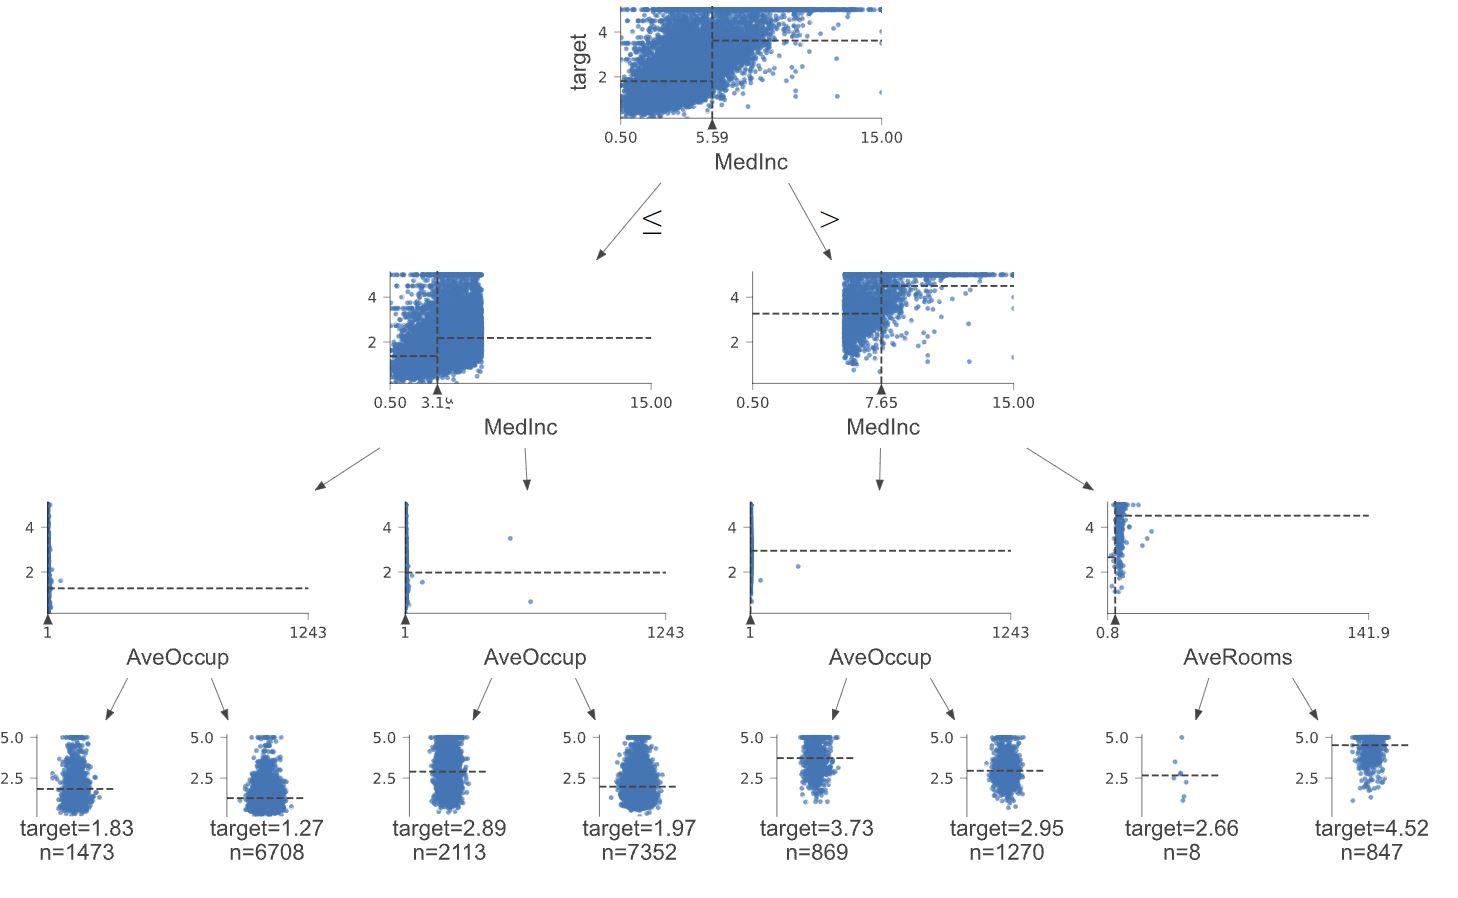 target
4
2
0.50 5.59 15.00
MedInc
≤ >
4
2
0.50 15.00
MedInc
4
2
0.50 7.65 15.00
MedInc
4
2
1 1243
AveOccup
4
2
1 1243
AveOccup
4
2
1 1243
AveOccup
4
2
0.8 141.9
AveRooms
5.0
2.5
target=1.83
n=1473
5.0
2.5
target=1.27
n=6708
5.0
2.5
target=2.89
n=2113
5.0
2.5
target=1.97
n=7352
5.0
2.5
target=3.73
n=869
5.0
2.5
target=2.95
n=1270
5.0
2.5
target=2.66
n=8
5.0
2.5
target=4.52
n=847